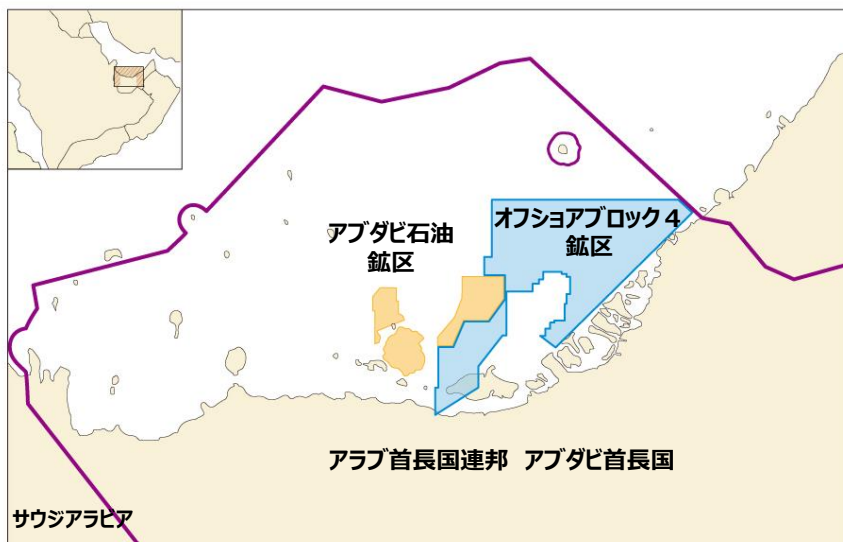 オフショアブロック４
鉱区
アブダビ石油
鉱区
アラブ首長国連邦 アブダビ首長国
サウジアラビア